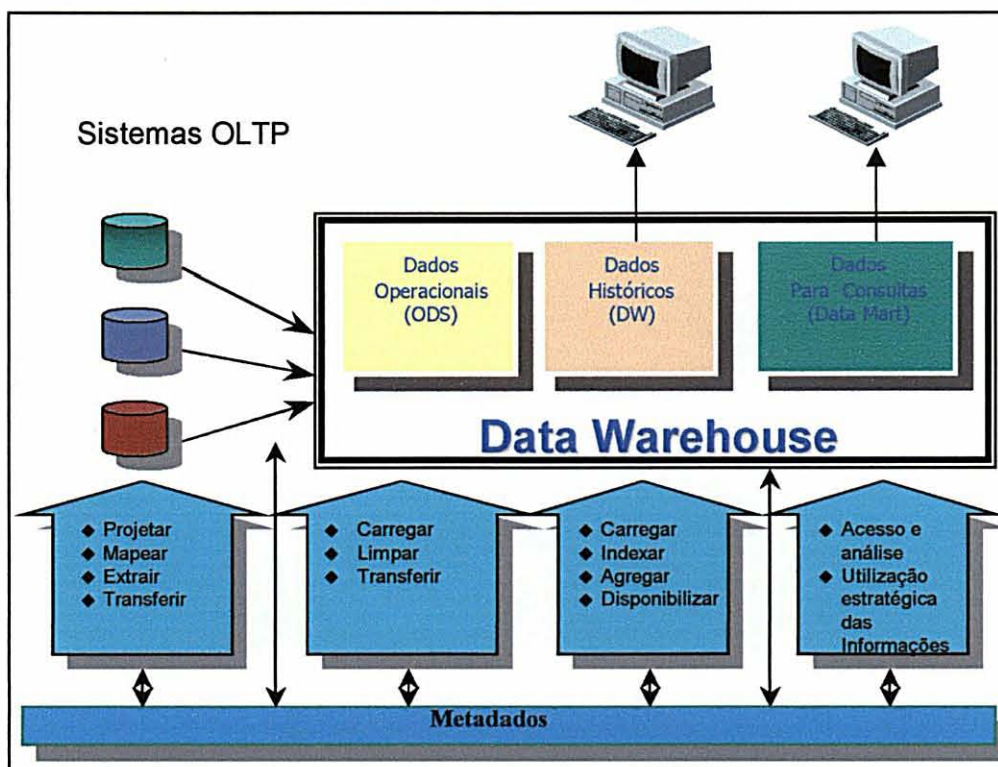 Sistemas OLTP
Dados
Operacionais
(ODS)
Dados
Históricos
(DW)
Dados
Para Consultas
(Data Mart)
Data Warehouse
◆ Projetar
◆ Mapear
◆ Extrair
◆ Transferir
◆ Carregar
◆ Limpar
◆ Transferir
◆ Carregar
◆ Indexar
◆ Agregar
◆ Disponibilizar
◆ Acesso e
análise
◆ Utilização
estratégica
das
Informações
Metadados